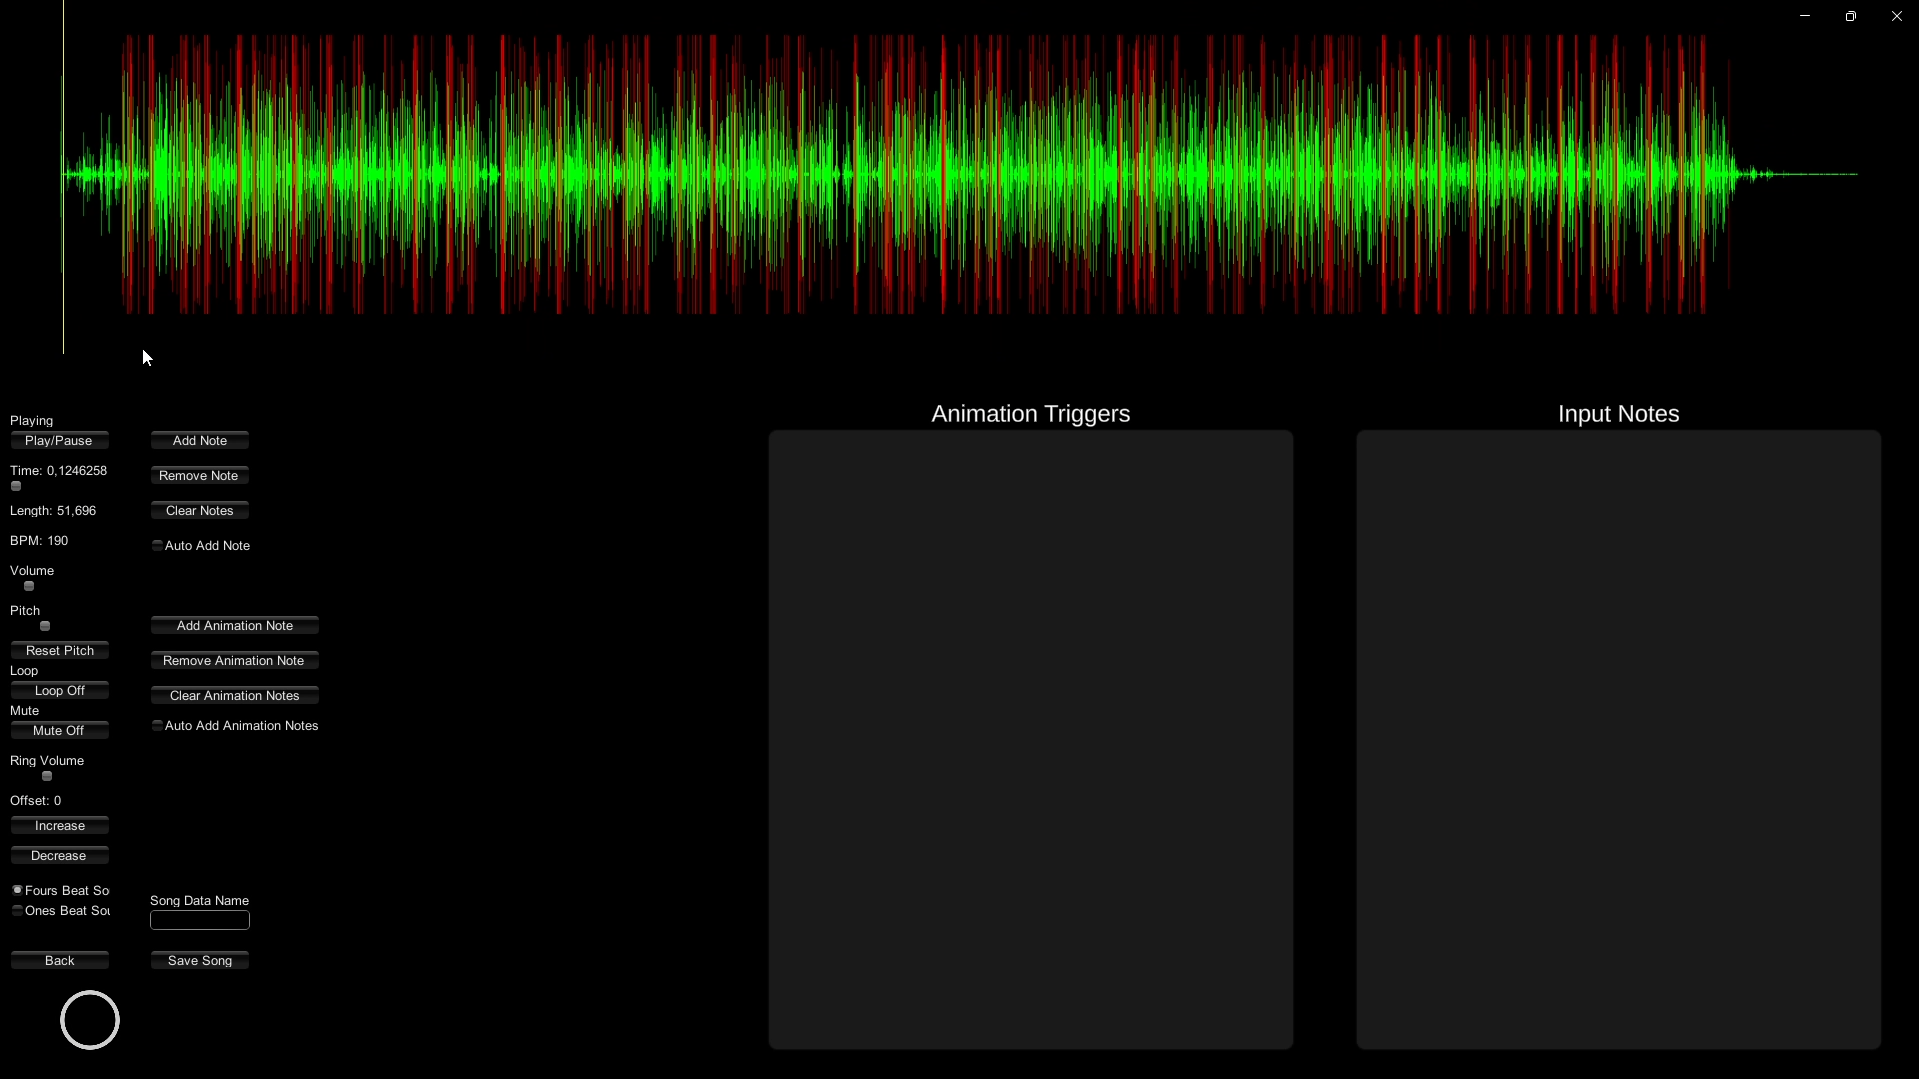 Animation Triggers
Input Notes
Playing
Play/Pause
Add Note
Time: 0,1246258
Remove Note
Length: 51,696
Clear Notes
BPM: 190
Auto Add Note
Volume
Pitch
Add Animation Note
Reset Pitch
Remove Animation Note
Loop
Loop Off
Clear Animation Notes
Mute
Mute Off
Auto Add Animation Notes
Ring Volume
Offset: 0
Increase
Decrease
Fours Beat So
Ones Beat Sou
Song Data Name
Back
Save Song